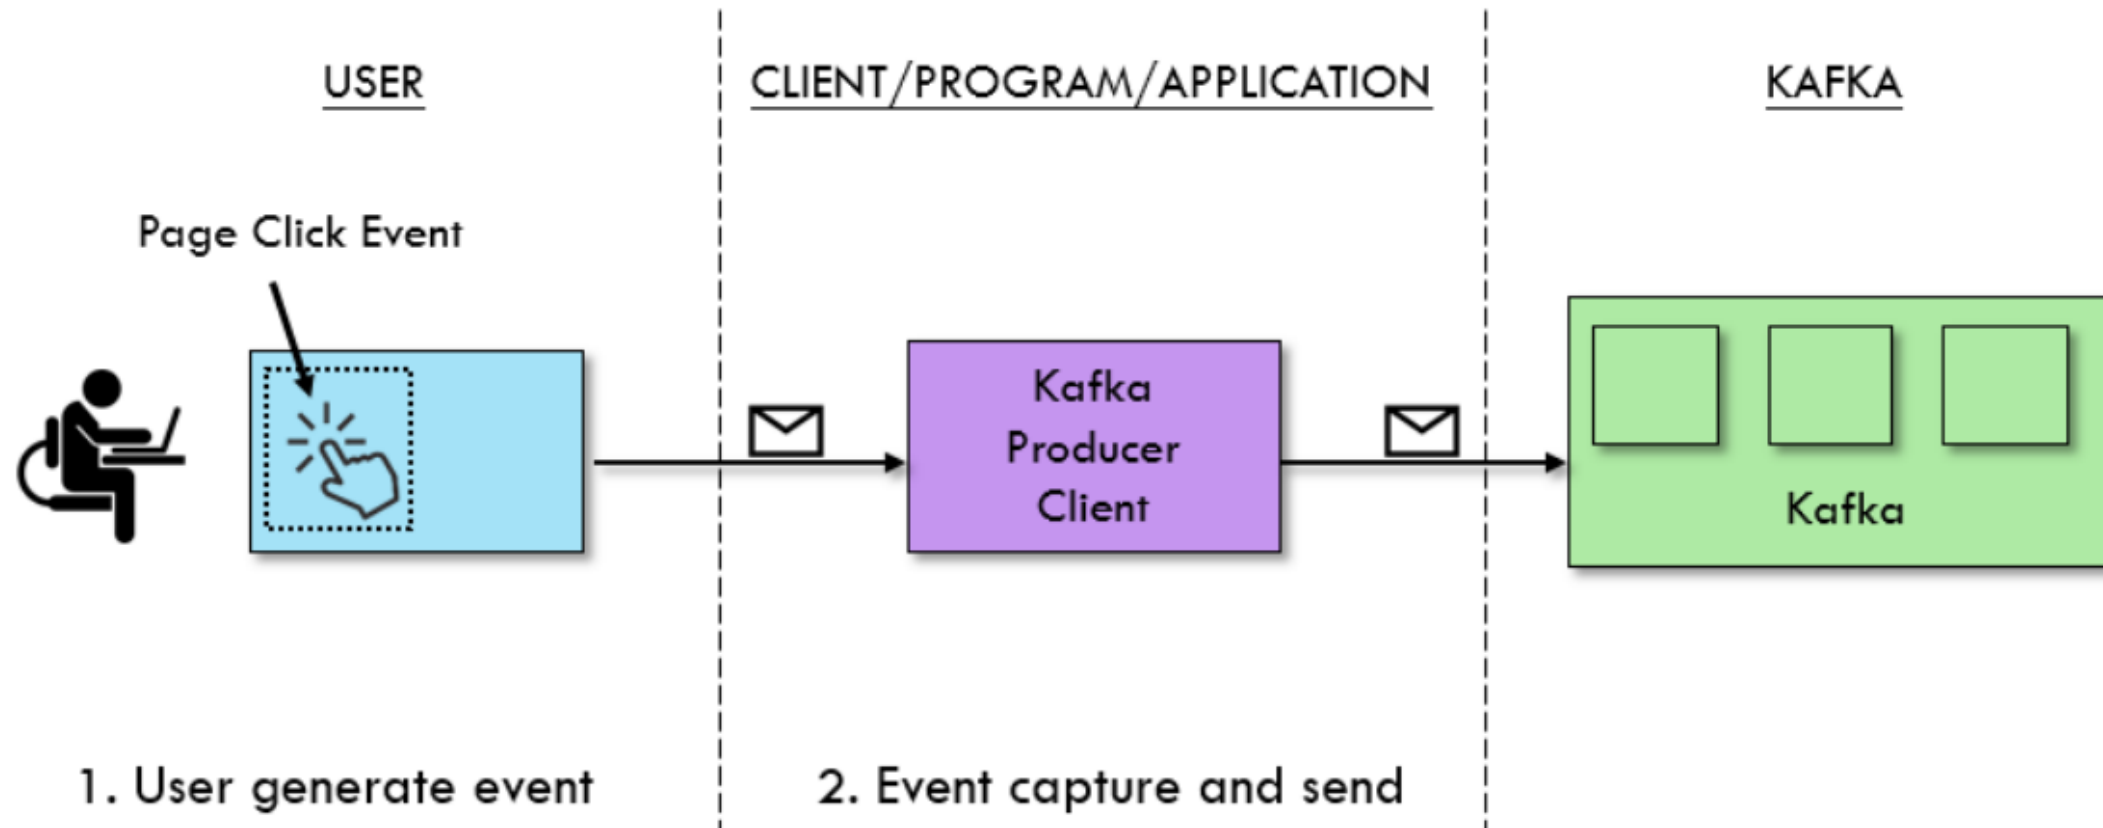 USER
CLIENT/PROGRAM/APPLICATION
KAFKA
Page Click Event
Kafka
Producer
Client
Kafka
1. User generate event
2. Event capture and send